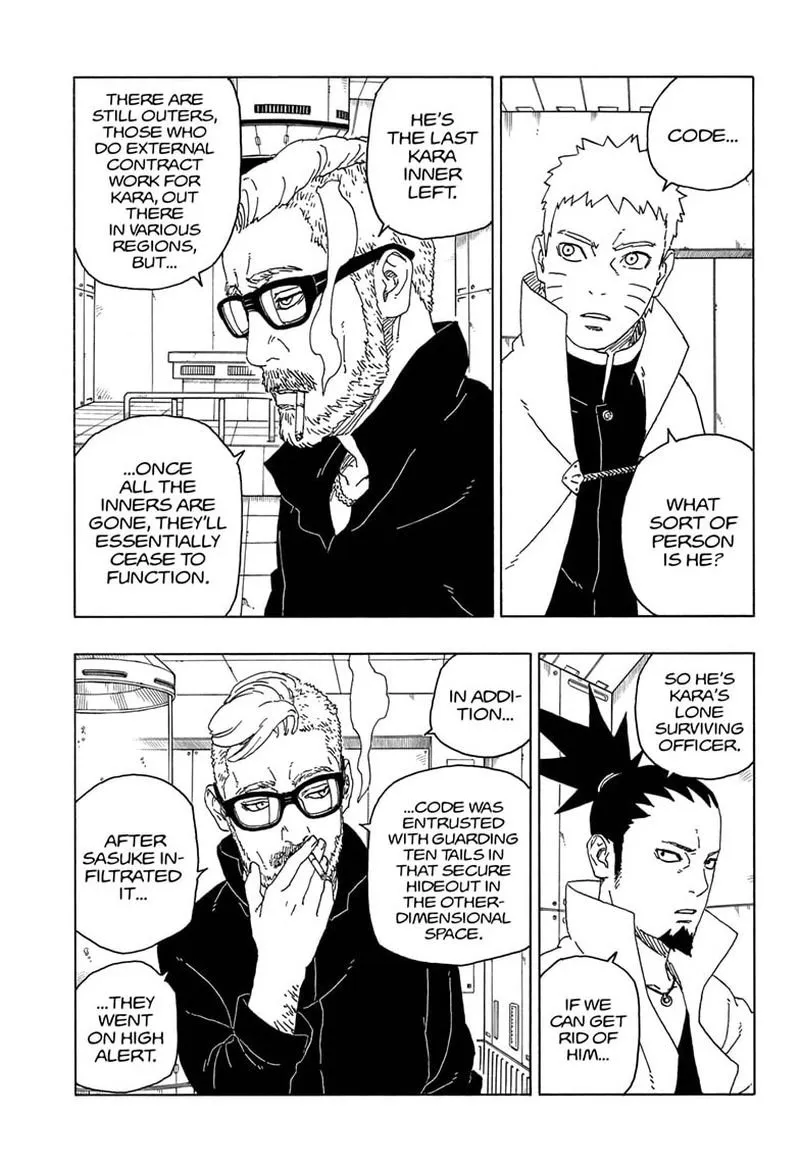 CODE...
WHAT
SORT OF
PERSON
IS HE?
HE'S
THE LAST
KARA
INNER
LEFT.
THERE ARE
STILL OUTERS,
THOSE WHO
DO EXTERNAL
CONTRACT
WORK FOR
KARA, OUT
THERE
IN VARIOUS
REGIONS,
BUT...
...ONCE
ALL THE
INNERS ARE
GONE, THEY'LL
ESSENTIALLY
CEASE TO
FUNCTION.
SO HE'S
KARA'S
LONE
SURVIVING
OFFICER.
IF WE
CAN GET
RID OF
HIM...
IN ADDI-
TION...
...CODE WAS
ENTRUSTED
WITH GUARDING
TEN TAILS IN
THAT SECURE
HIDEOUT IN
THE OTHER-
DIMENSIONAL
SPACE.
AFTER
SASUKE IN-
FILTRATED
IT...
...THEY
WENT
ON HIGH
ALERT.